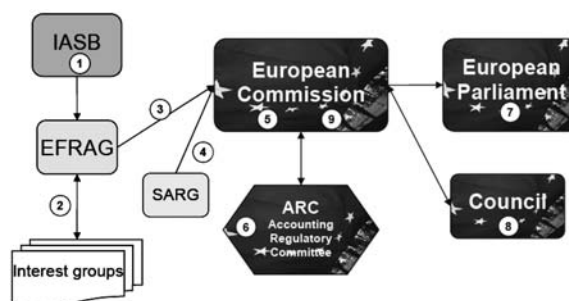 IASB
1
European
Commission
5
9
European
Parliament
7
3
EFRAG
4
2
SARG
ARC
6
Accounting
Regulatory
Committee
Council
8
Interest groups